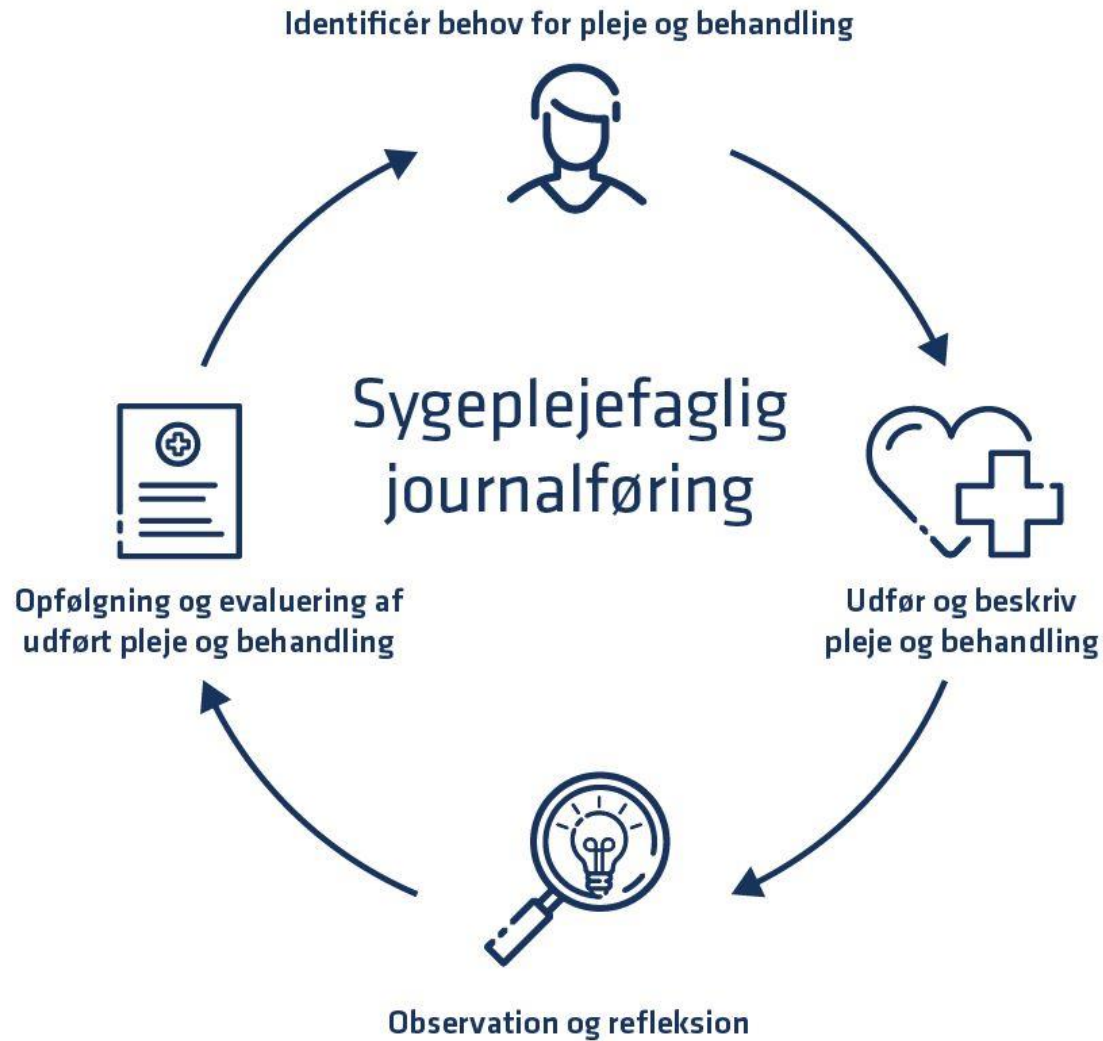 Identificér behov for pleje og behandling
Sygeplejefaglig
journalføring
Udfør og beskriv
pleje og behandling
Observation og refleksion
Opfølgning og evaluering af
udført pleje og behandling